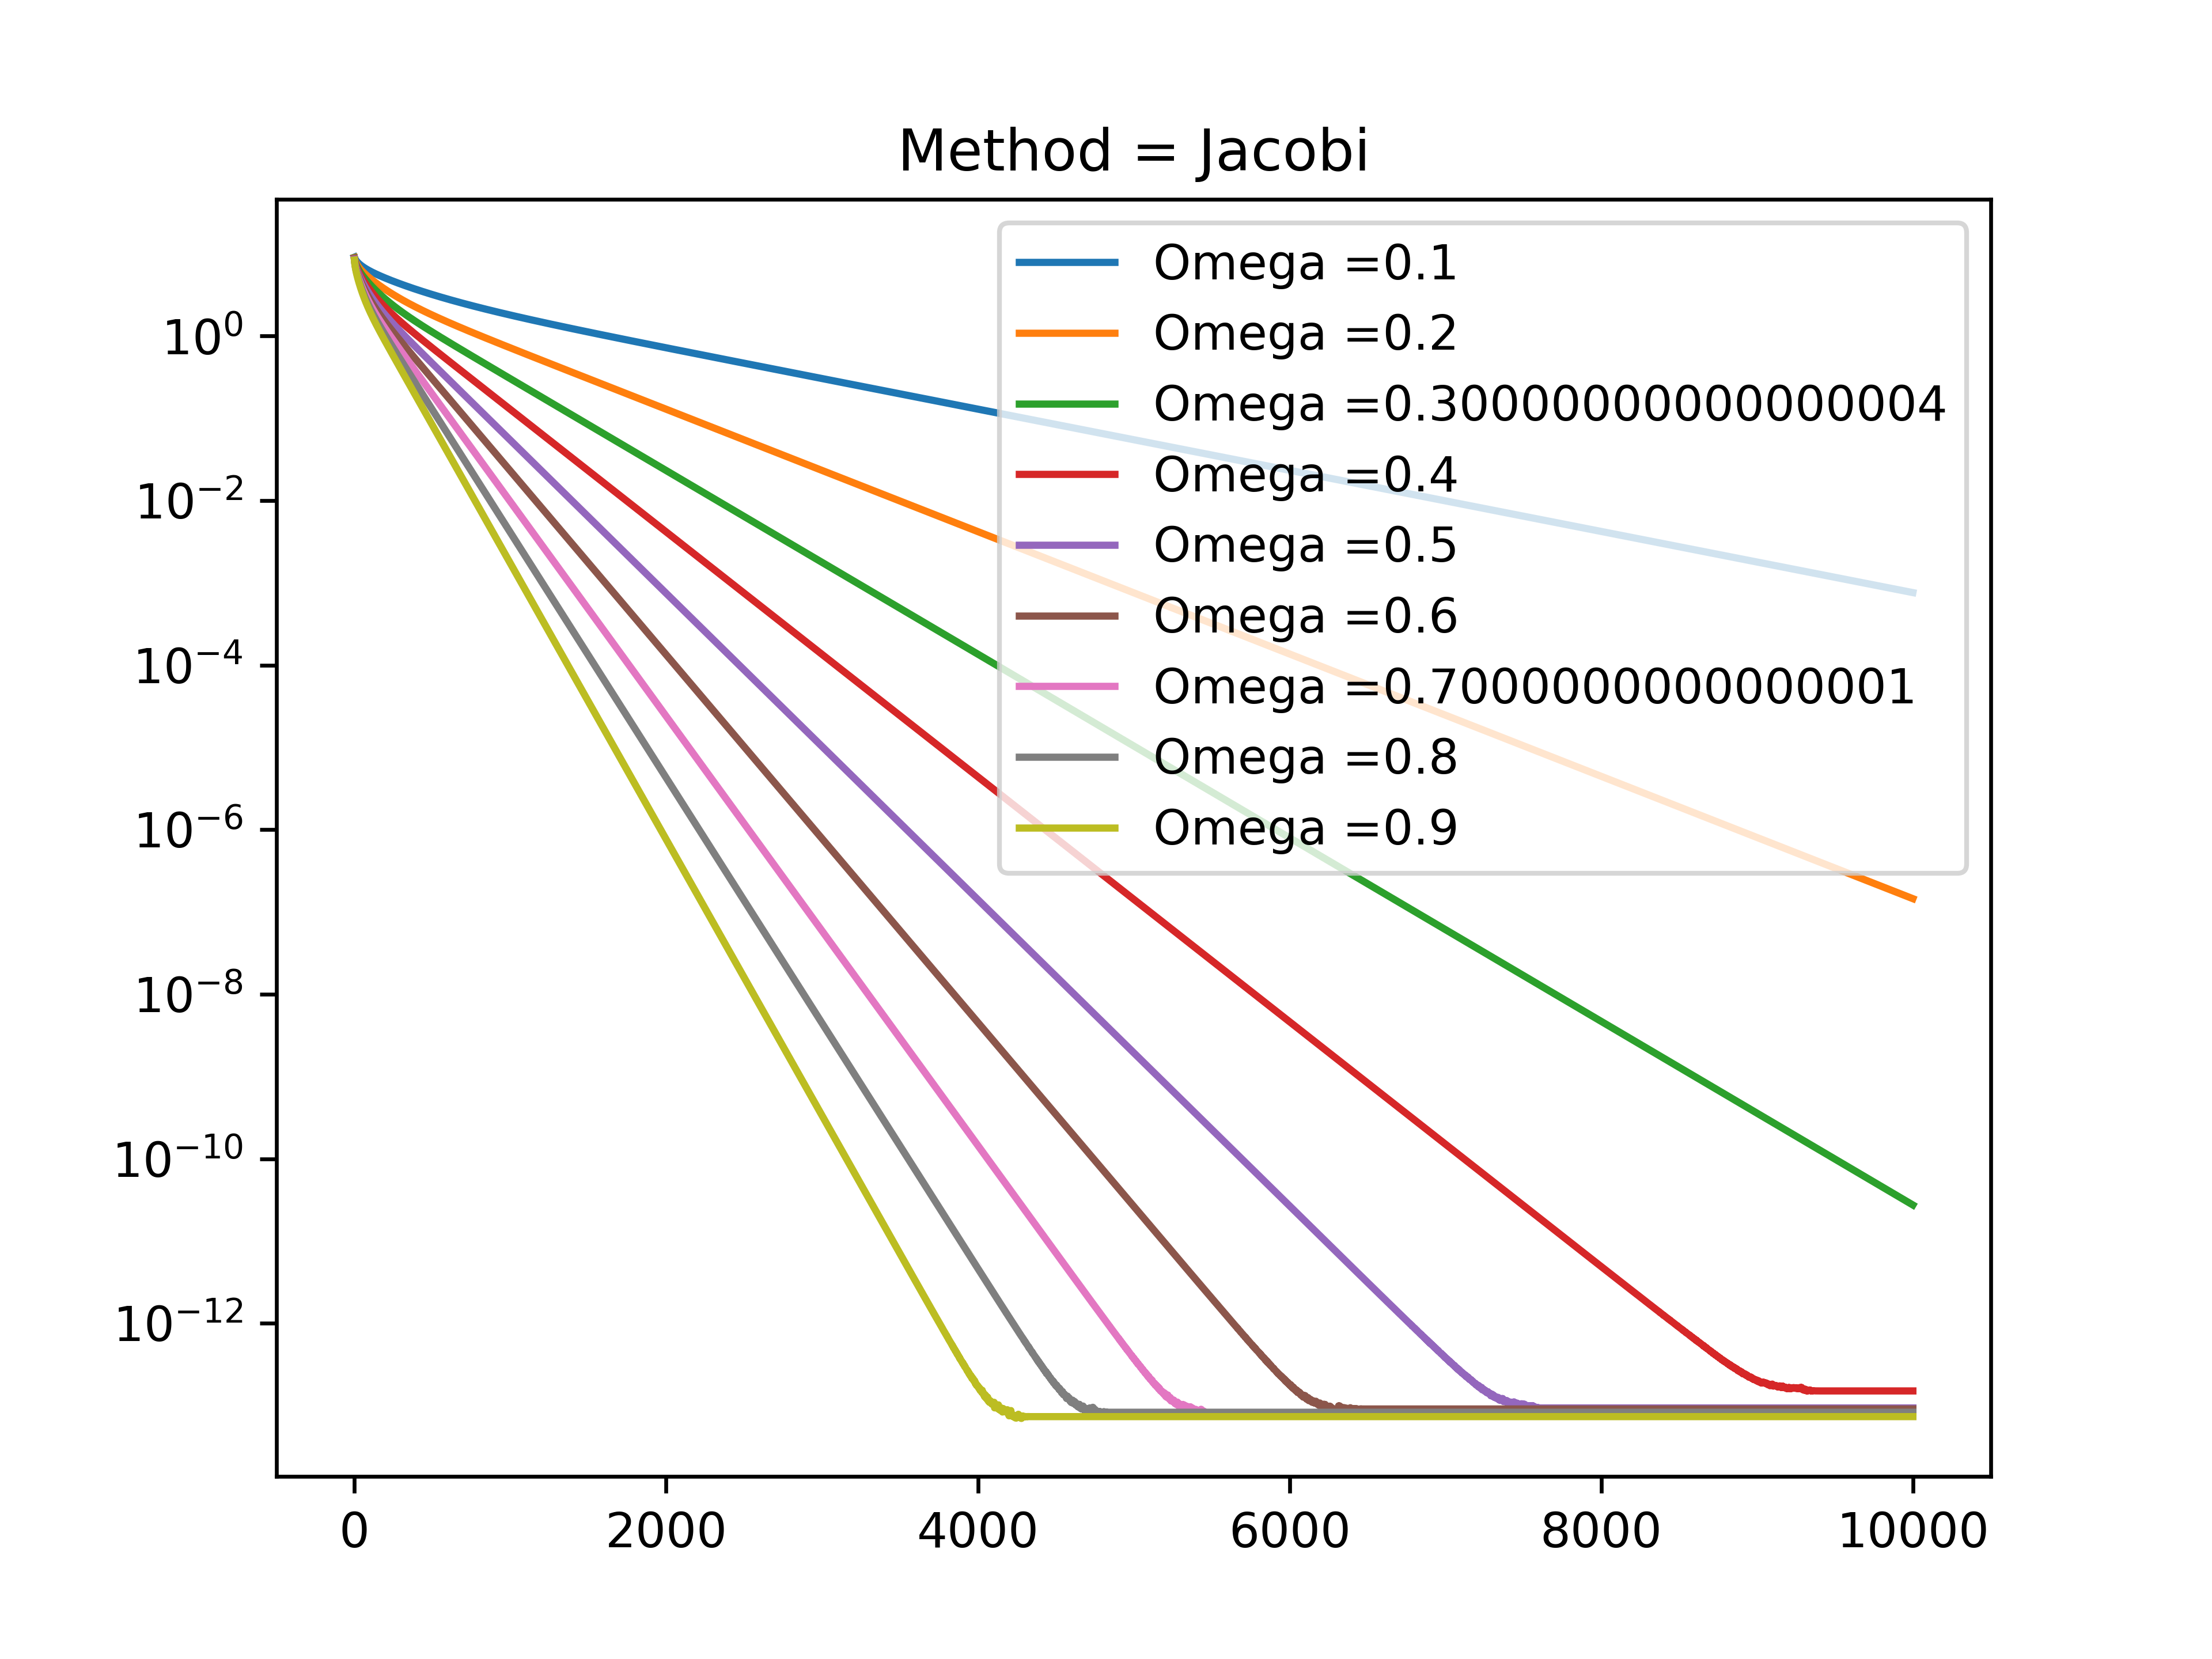 Method = Jacobi
Omega =0.1
Omega =0.2
Omega =0.30000000000000004
Omega =0.4
Omega =0.5
Omega =0.6
Omega =0.7000000000000001
Omega =0.8
Omega =0.9
10⁰
10⁻²
10⁻⁴
10⁻⁶
10⁻⁸
10⁻¹⁰
10⁻¹²
0 2000 4000 6000 8000 10000